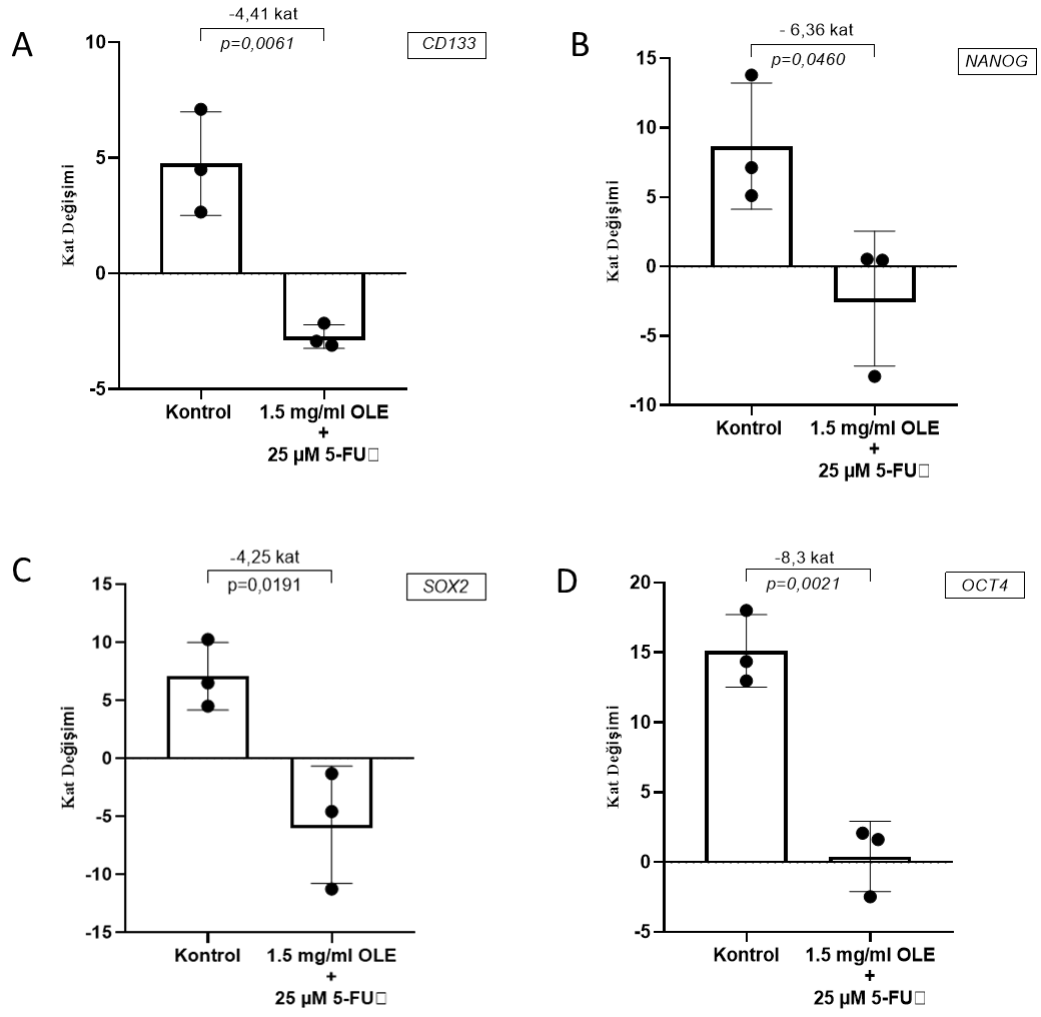 A
-4,41 kat
p=0,0061
CD133
10
5
0
-5
Kat Değişimi
Kontrol
1.5 mg/ml OLE
+
25 µM 5-FU□
B
- 6,36 kat
p=0,0460
NANOG
15
10
5
0
-5
-10
Kat Değişimi
Kontrol
1.5 mg/ml OLE
+
25 µM 5-FU□
C
-4,25 kat
p=0,0191
SOX2
15
10
5
0
-5
-10
-15
Kat Değişimi
Kontrol
1.5 mg/ml OLE
+
25 µM 5-FU□
D
-8,3 kat
p=0,0021
OCT4
20
15
10
5
0
-5
Kat Değişimi
Kontrol
1.5 mg/ml OLE
+
25 µM 5-FU□